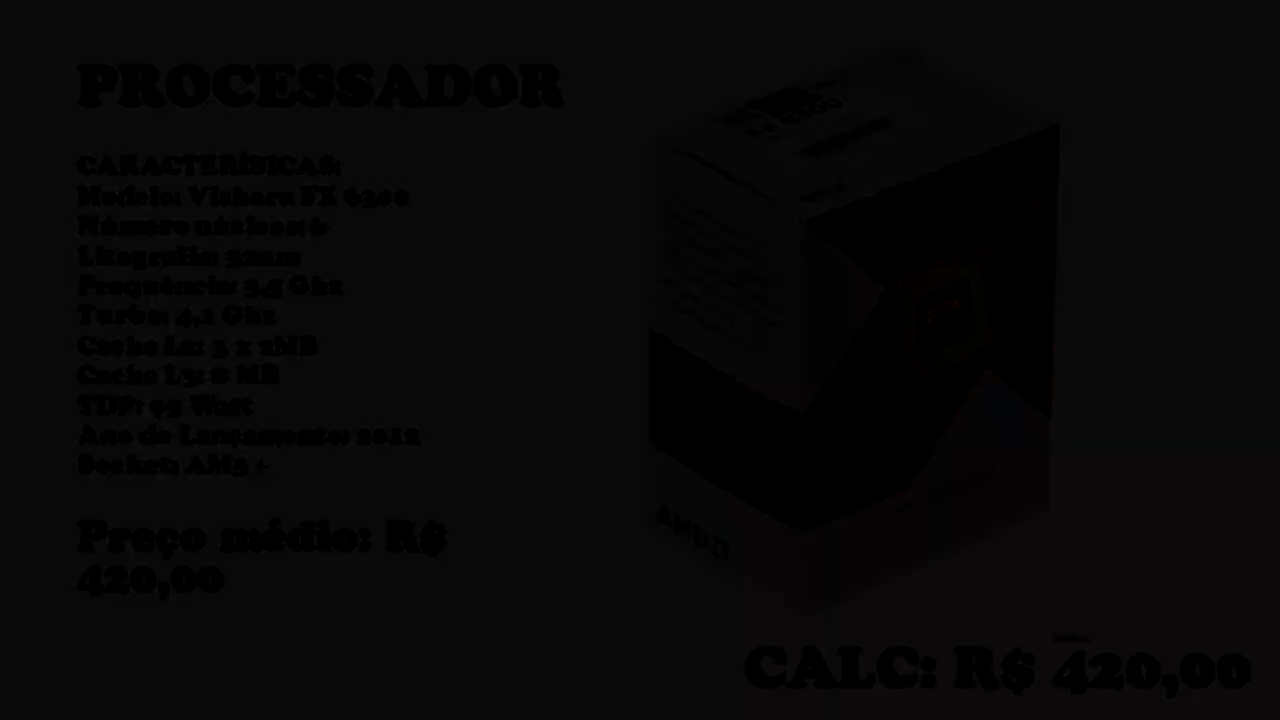 PROCESSADOR
CARACTERÍSTICAS:
Modelo: Vishera FX 6300
Número núcleos: 6
Litografia: 32nm
Frequência: 3,5 Ghz
Turbo: 4,1 Ghz
Cache L2: 3 x 2MB
Cache L3: 8 MB
TDP: 95 Watt
Ano de Lançamento: 2012
Socket: AM3 +
Preço médio: R$
420,00
AMD
CALC: R$ 420,00